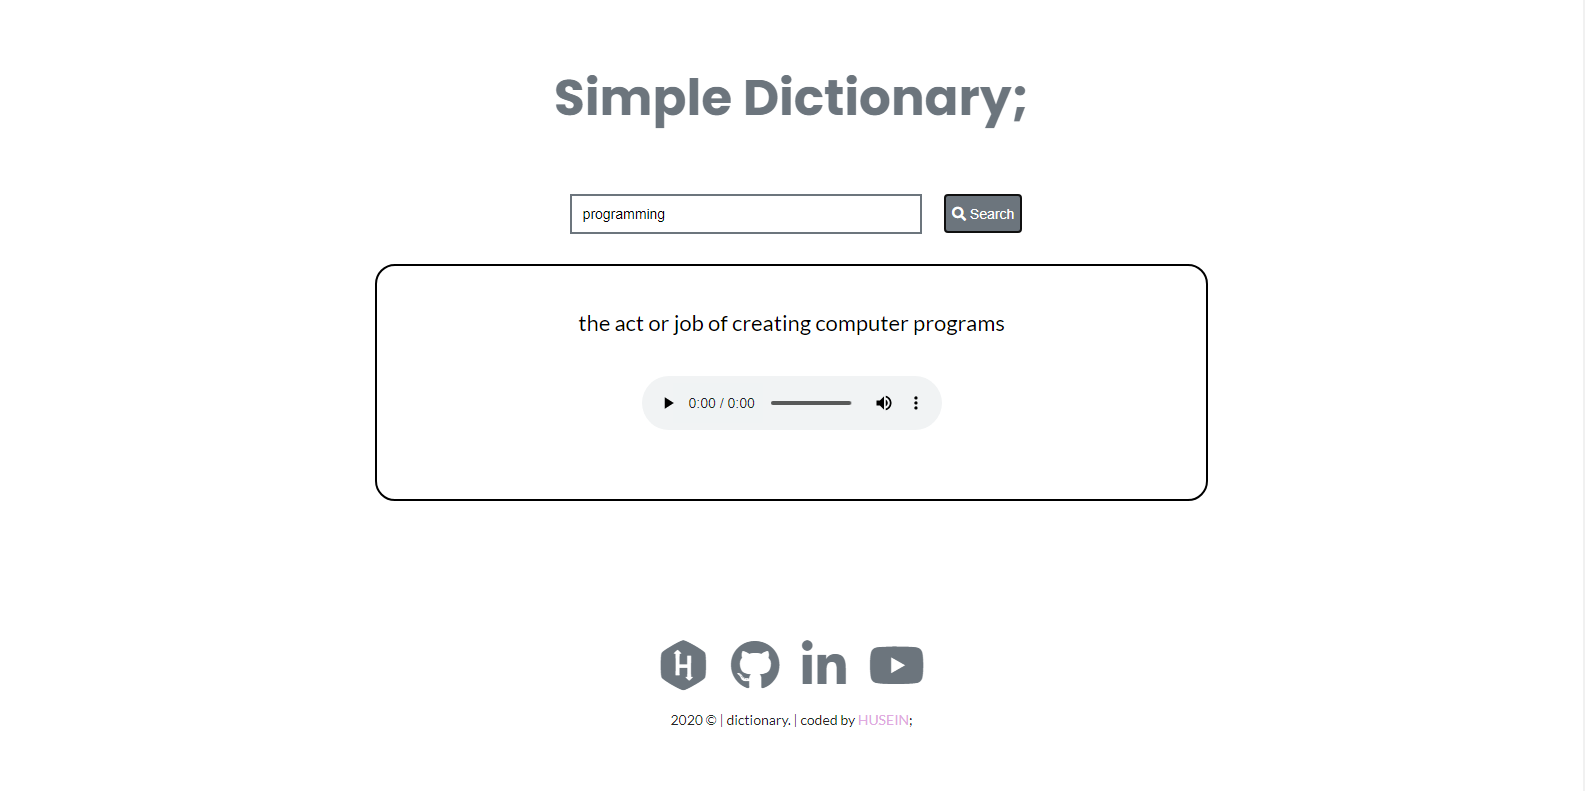 Simple Dictionary;
programming
Search
the act or job of creating computer programs
0:00 / 0:00
H
in
2020 © | dictionary. | coded by HUSEIN;